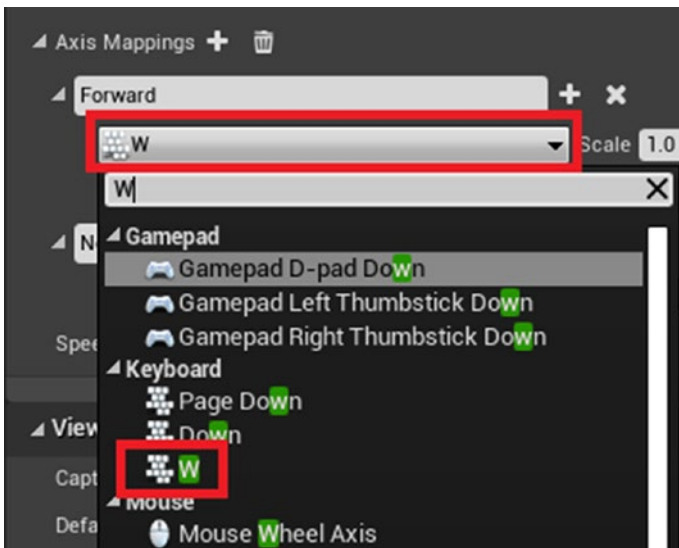 Axis Mappings
Forward
W Scale 1.0
W
Gamepad
Gamepad D-pad Down
Gamepad Left Thumbstick Down
Gamepad Right Thumbstick Down
Keyboard
Page Down
Down
W
Mouse
Mouse Wheel Axis